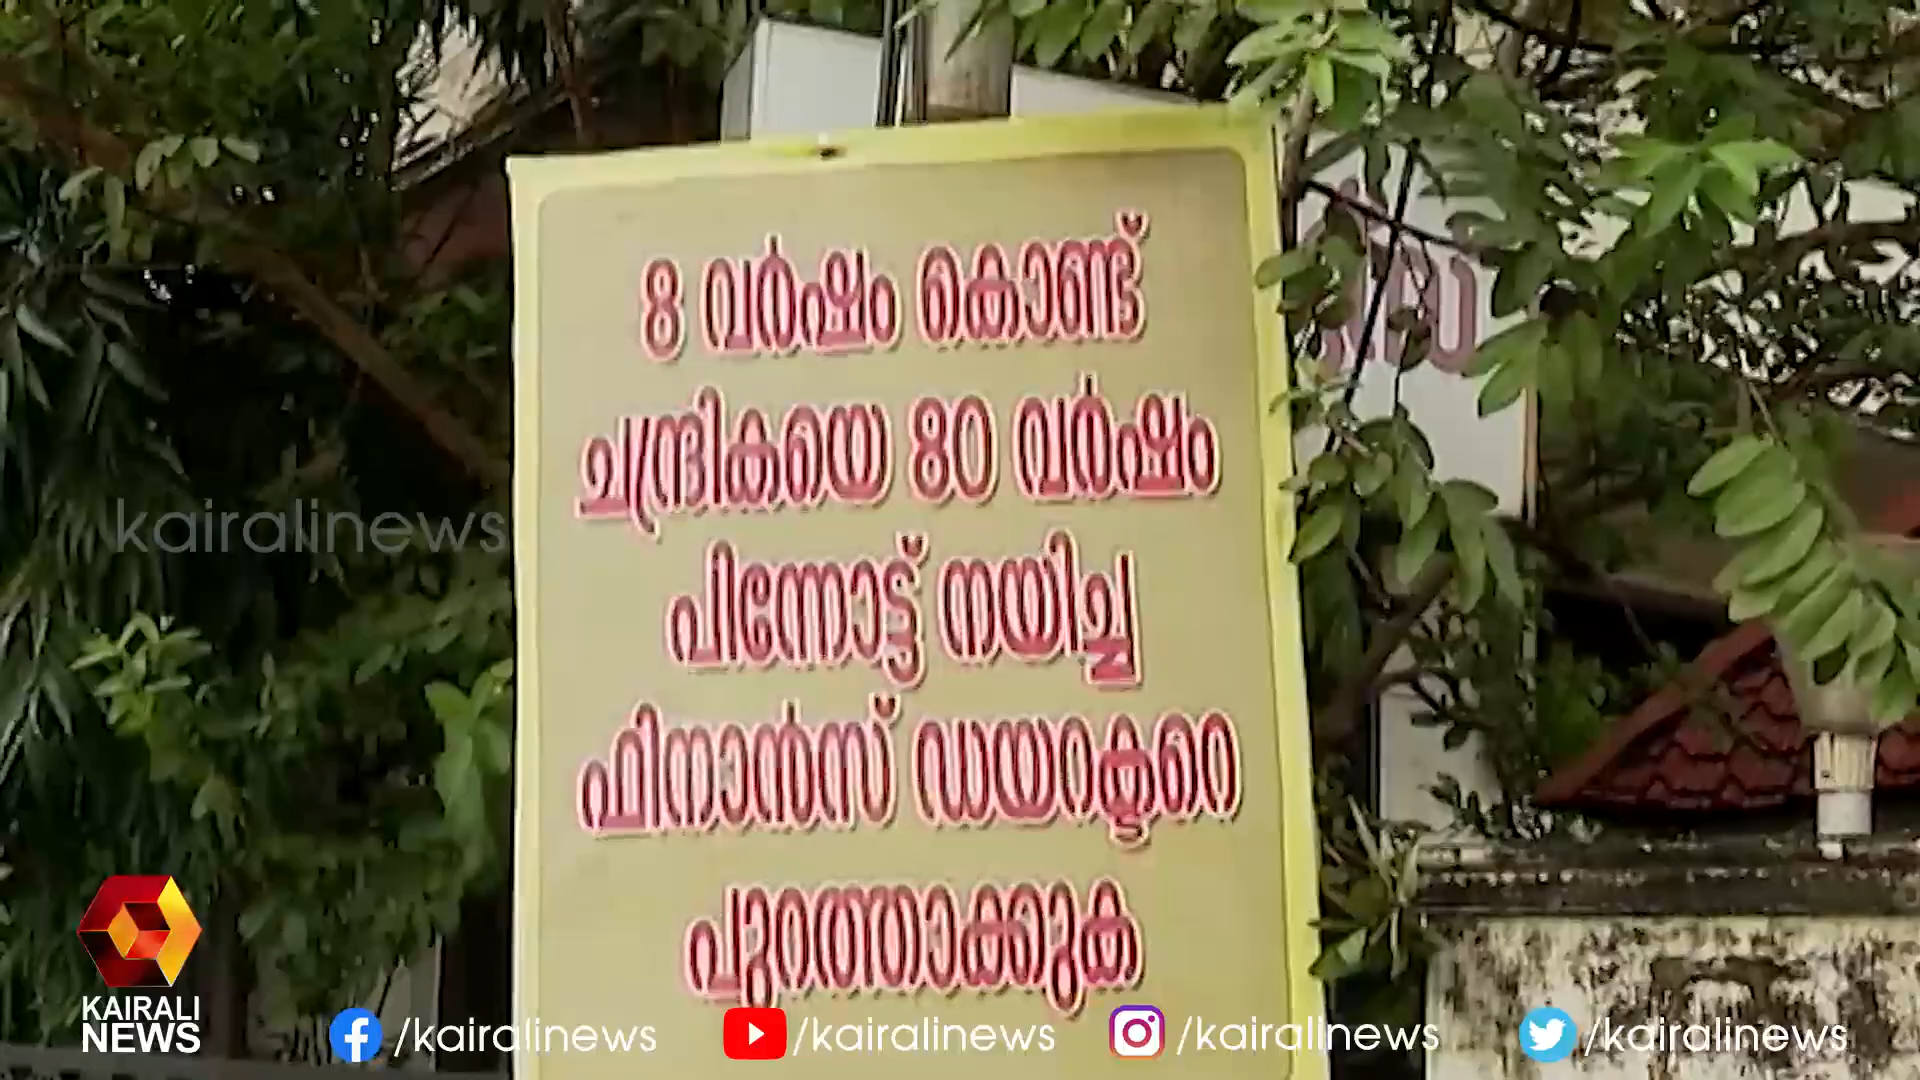 8 വർഷം കൊണ്ട്
ചന്ദ്രികയെ 80 വർഷം
പിന്നോട്ട് നയിച്ച
ഫിനാൻസ് ഡയറക്ടറെ
പുറത്താക്കുക
kairalinews
KAIRALI
NEWS
/kairalinews /kairalinews /kairalinews /kairalinews